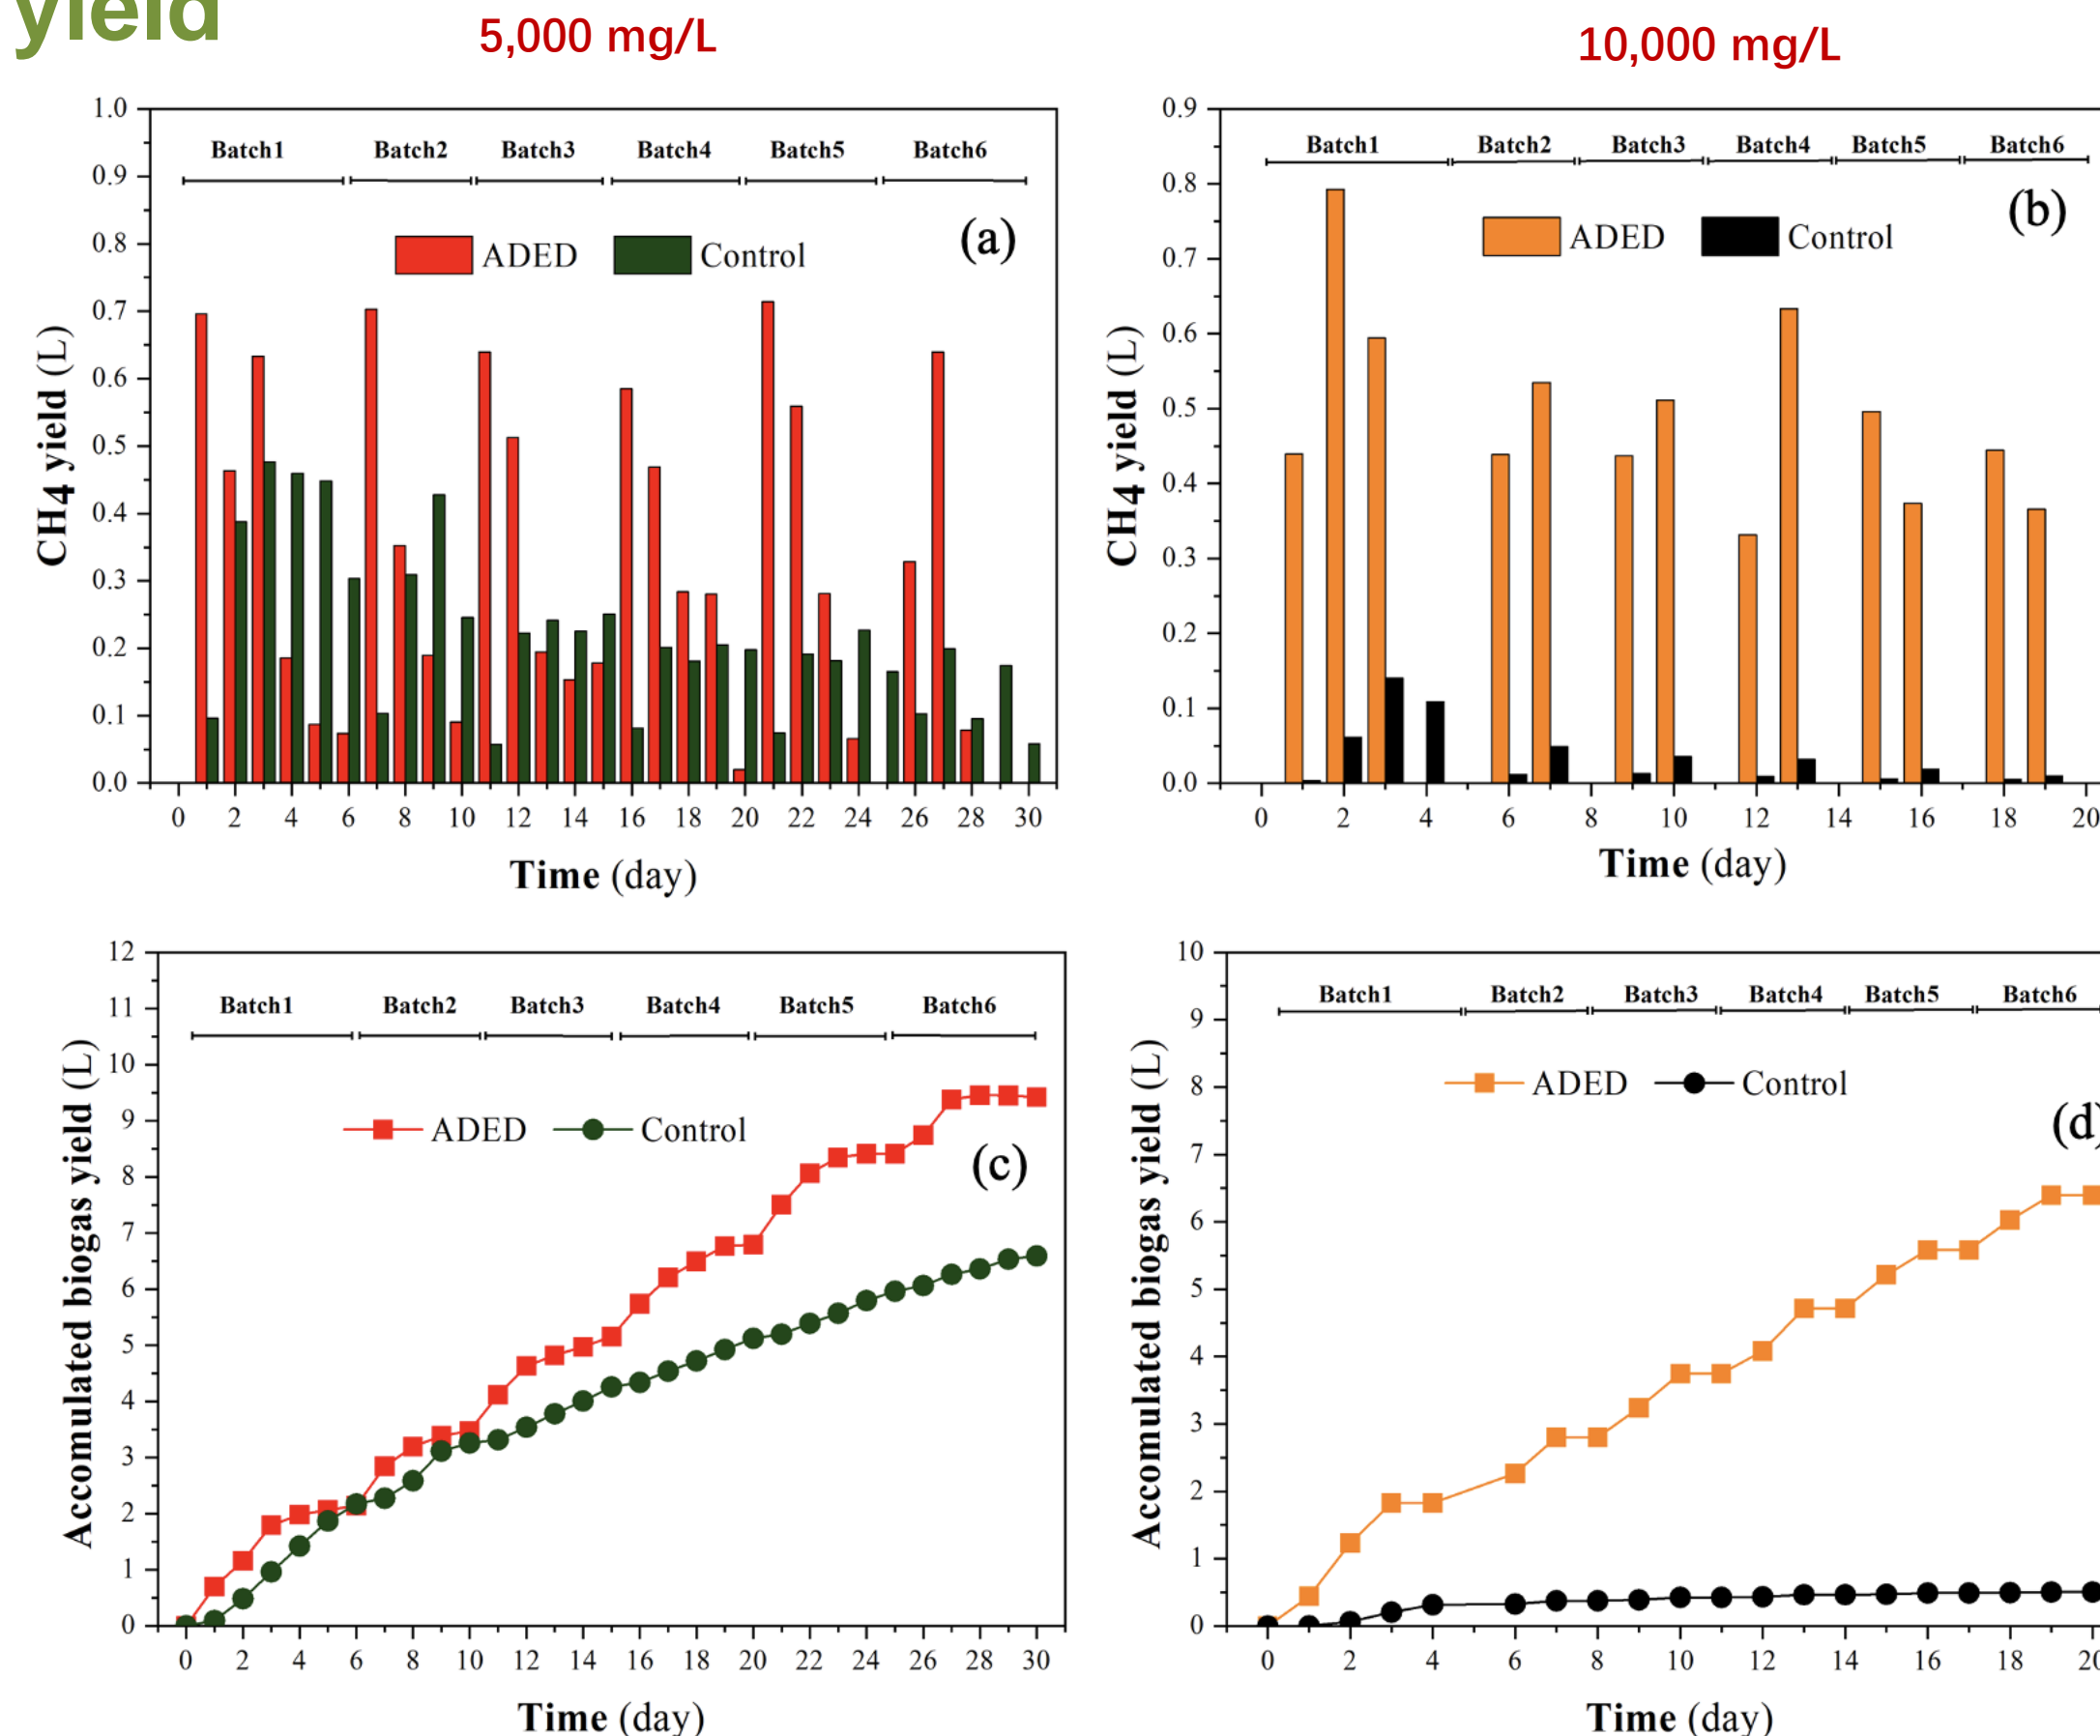 yield
5,000 mg/L
10,000 mg/L
1.0
0.9
0.8
0.7
0.6
0.5
0.4
0.3
0.2
0.1
0.0
CH4 yield (L)
Batch1 Batch2 Batch3 Batch4 Batch5 Batch6
ADED Control
(a)
0 2 4 6 8 10 12 14 16 18 20 22 24 26 28 30
Time (day)
0.9
0.8
0.7
0.6
0.5
0.4
0.3
0.2
0.1
0.0
CH4 yield (L)
Batch1 Batch2 Batch3 Batch4 Batch5 Batch6
(b)
ADED Control
0 2 4 6 8 10 12 14 16 18 20
Time (day)
12
11
10
9
8
7
6
5
4
3
2
1
0
Accomulated biogas yield (L)
Batch1 Batch2 Batch3 Batch4 Batch5 Batch6
ADED Control
(c)
0 2 4 6 8 10 12 14 16 18 20 22 24 26 28 30
Time (day)
10
9
8
7
6
5
4
3
2
1
0
Accomulated biogas yield (L)
Batch1 Batch2 Batch3 Batch4 Batch5 Batch6
ADED Control
(d)
0 2 4 6 8 10 12 14 16 18 20
Time (day)